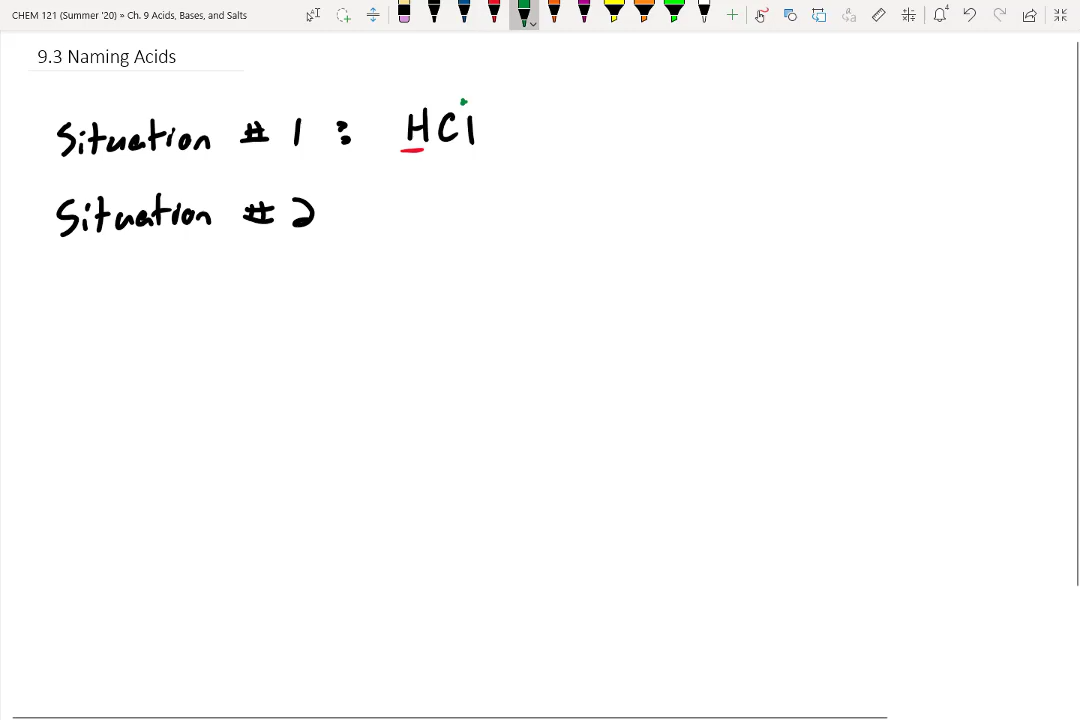 CHEM 121 (Summer '20) » Ch. 9 Acids, Bases, and Salts
9.3 Naming Acids
Situation # 1 : HCl
Situation # 2